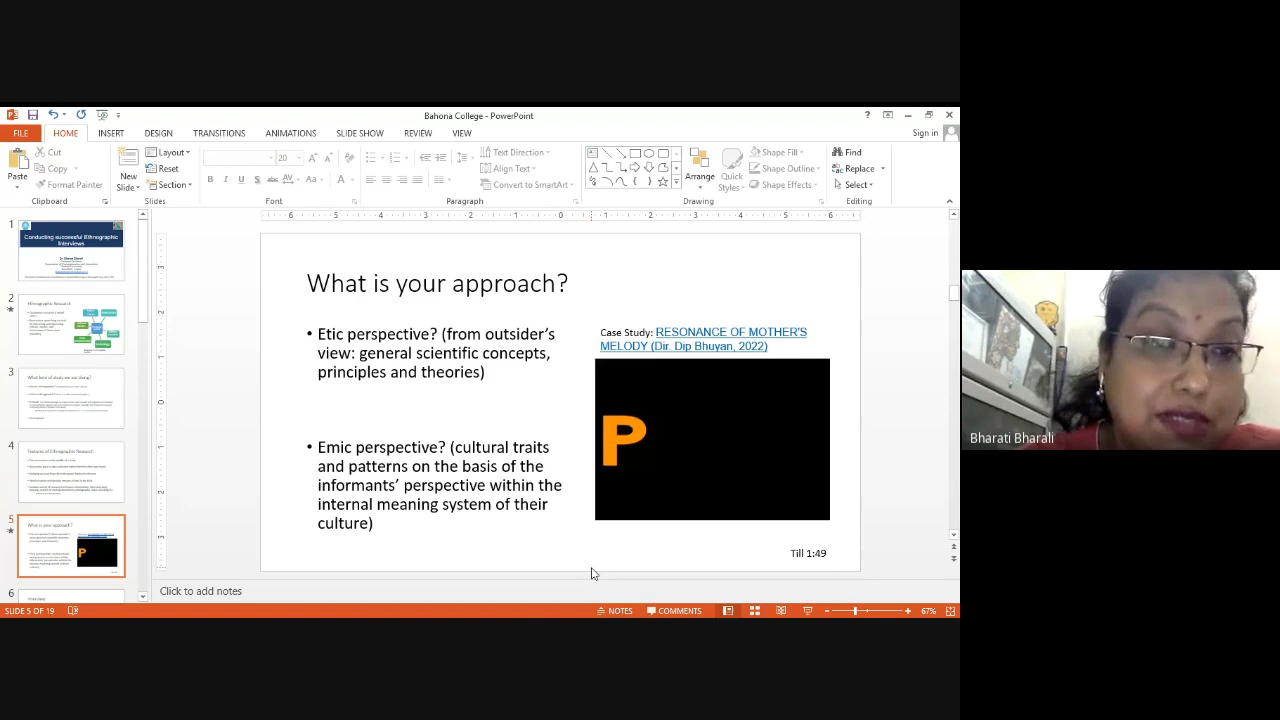 Bahona College - PowerPoint
FILE HOME INSERT DESIGN TRANSITIONS ANIMATIONS SLIDE SHOW REVIEW VIEW Sign in
Cut Layout 20 Text Direction Shape Fill Find
Copy Reset Align Text Shape Outline Replace
Paste Format Painter New Slide Section Convert to SmartArt Arrange Quick Styles Shape Effects Select
Clipboard Slides Font Paragraph Drawing Editing
1
Conducting successful Ethnographic
Interviews
2
Ethnographic Research
3
What kind of study we are doing?
4
Features of Ethnographic Research
5
What is your approach?
P
6
What is your approach?
• Etic perspective? (from outsider's
view: general scientific concepts,
principles and theories)
• Emic perspective? (cultural traits
and patterns on the basis of the
informants' perspective within the
internal meaning system of their
culture)
Case Study: RESONANCE OF MOTHER'S
MELODY (Dir. Dip Bhuyan, 2022)
P
Till 1:49
Click to add notes
SLIDE 5 OF 19 NOTES COMMENTS 67%
Bharati Bharali